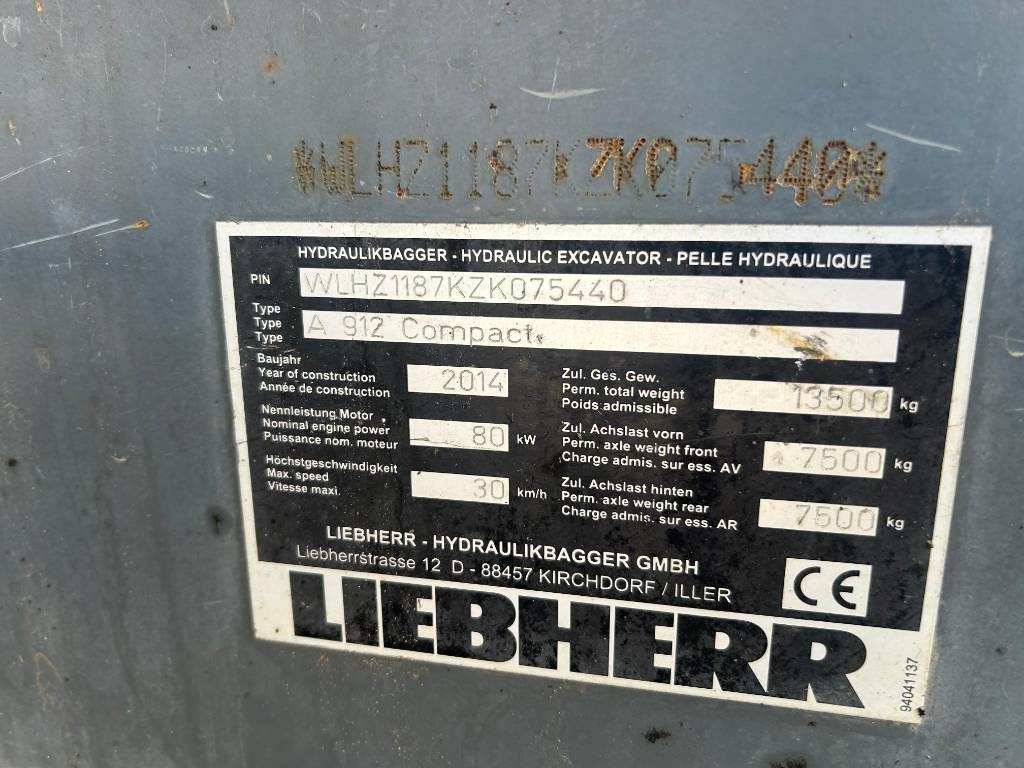 *WLHZ1187KZK075440*
HYDRAULIKBAGGER - HYDRAULIC EXCAVATOR - PELLE HYDRAULIQUE
PIN WLHZ1187KZK075440
Type
Type A 912 Compact
Type
Baujahr
Year of construction 2014
Année de construction
Nennleistung Motor
Nominal engine power 80 kW
Puissance nom. moteur
Höchstgeschwindigkeit
Max. speed 30 km/h
Vitesse maxi.
Zul. Ges. Gew.
Perm. total weight 13500 kg
Poids admissible
Zul. Achslast vorn
Perm. axle weight front 7500 kg
Charge admis. sur ess. AV
Zul. Achslast hinten
Perm. axle weight rear 7500 kg
Charge admis. sur ess. AR
LIEBHERR - HYDRAULIKBAGGER GMBH
Liebherrstrasse 12 D - 88457 KIRCHDORF / ILLER
CE
LIEBHERR
94041137